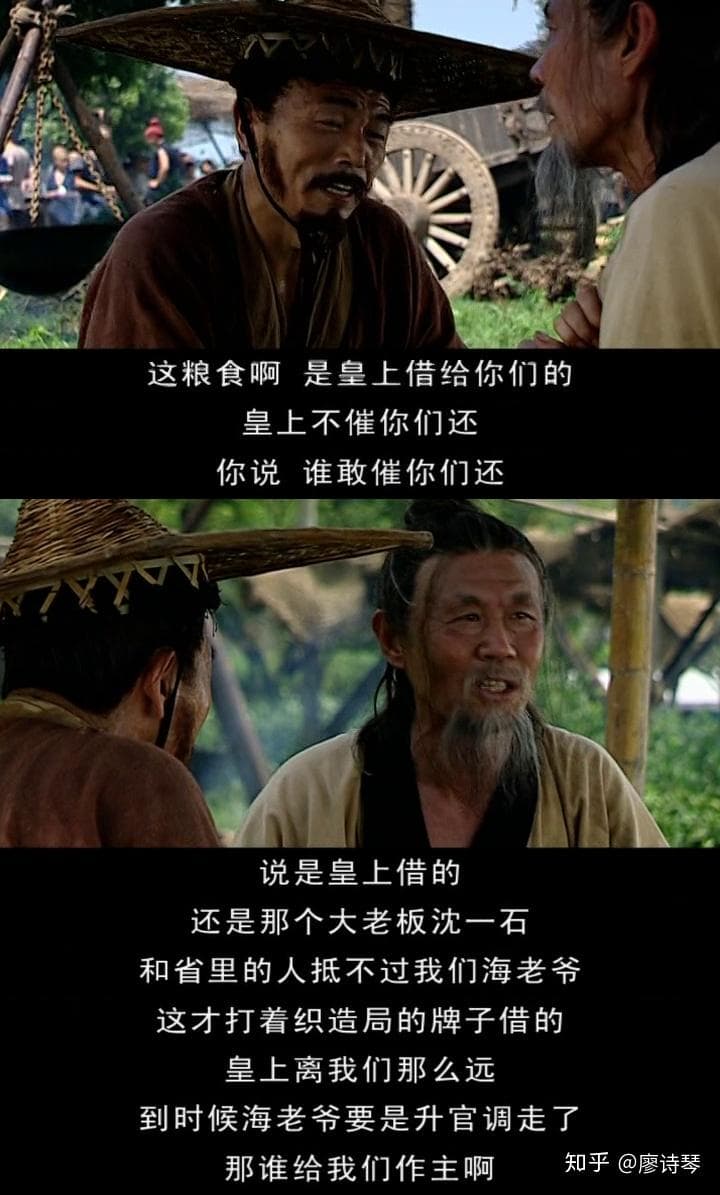 这粮食啊 是皇上借给你们的
皇上不催你们还
你说 谁敢催你们还
说是皇上借的
还是那个大老板沈一石
和省里的人抵不过我们海老爷
这才打着织造局的牌子借的
皇上离我们那么远
到时候海老爷要是升官调走了
那谁给我们作主啊
知乎 @廖诗琴